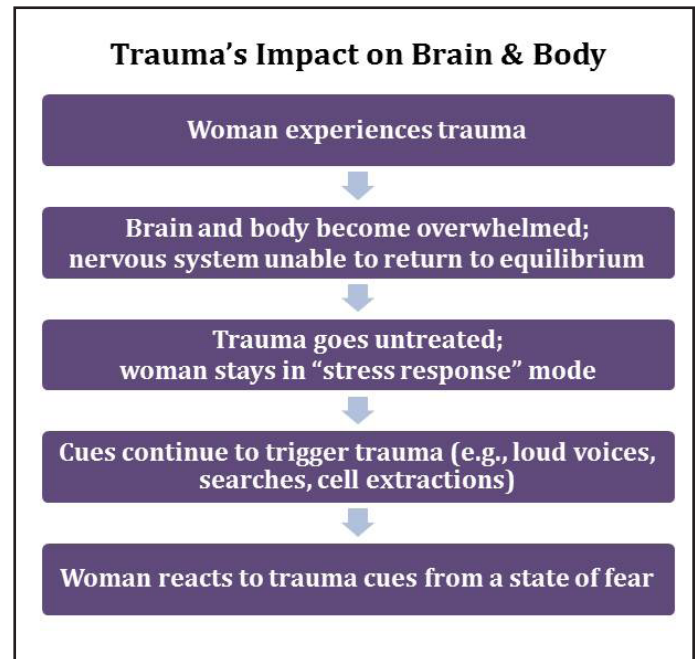 Trauma’s Impact on Brain & Body
Woman experiences trauma
Brain and body become overwhelmed;
nervous system unable to return to equilibrium
Trauma goes untreated;
woman stays in “stress response” mode
Cues continue to trigger trauma (e.g., loud voices,
searches, cell extractions)
Woman reacts to trauma cues from a state of fear